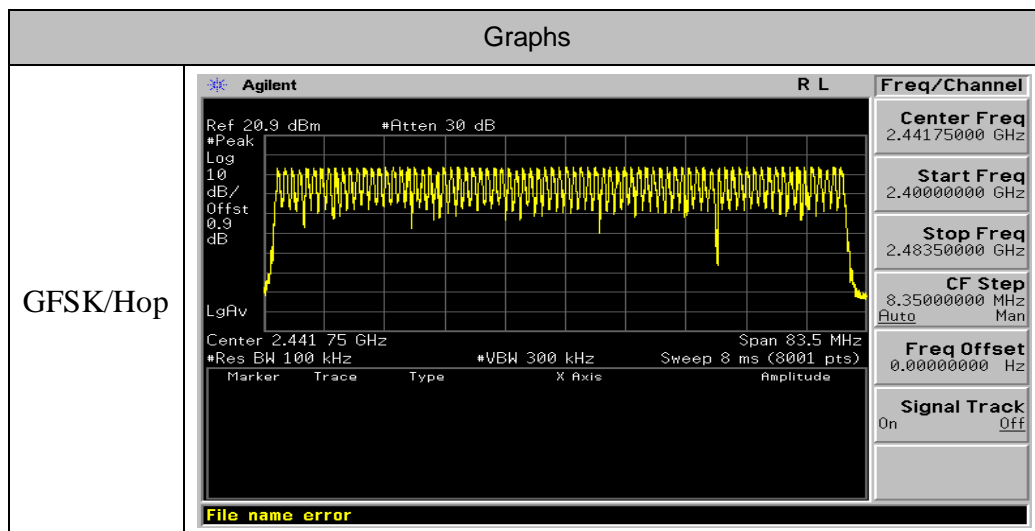 Graphs
GFSK/Hop
Agilent
R L
Ref 20.9 dBm #Atten 30 dB
#Peak
Log
10
dB/
Offst
0.9
dB
LgAv
Center 2.441 75 GHz Span 83.5 MHz
#Res BW 100 kHz #VBW 300 kHz Sweep 8 ms (8001 pts)
Marker Trace Type X Axis Amplitude
File name error
Freq/Channel
Center Freq
2.44175000 GHz
Start Freq
2.40000000 GHz
Stop Freq
2.48350000 GHz
CF Step
8.35000000 MHz
Auto Man
Freq Offset
0.00000000 Hz
Signal Track
On Off